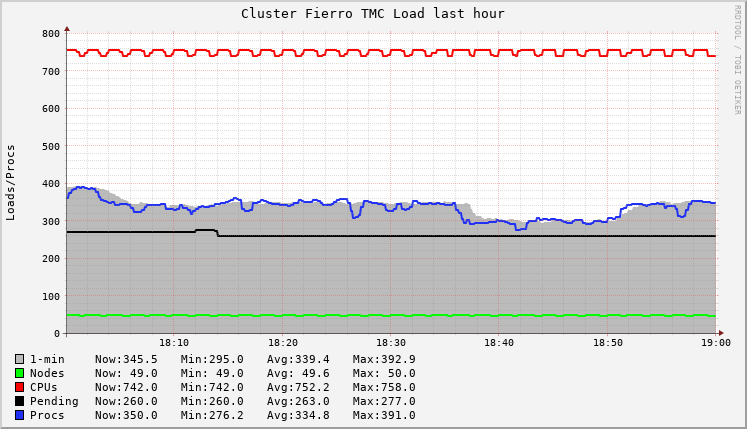 Cluster Fierro TMC Load last hour
RRDTOOL / TOBI OETIKER
Loads/Procs
800
700
600
500
400
300
200
100
0
18:10 18:20 18:30 18:40 18:50 19:00
1-min Now:345.5 Min:295.0 Avg:339.4 Max:392.9
Nodes Now: 49.0 Min: 49.0 Avg: 49.6 Max: 50.0
CPUs Now:742.0 Min:742.0 Avg:752.2 Max:758.0
Pending Now:260.0 Min:260.0 Avg:263.0 Max:277.0
Procs Now:350.0 Min:276.2 Avg:334.8 Max:391.0